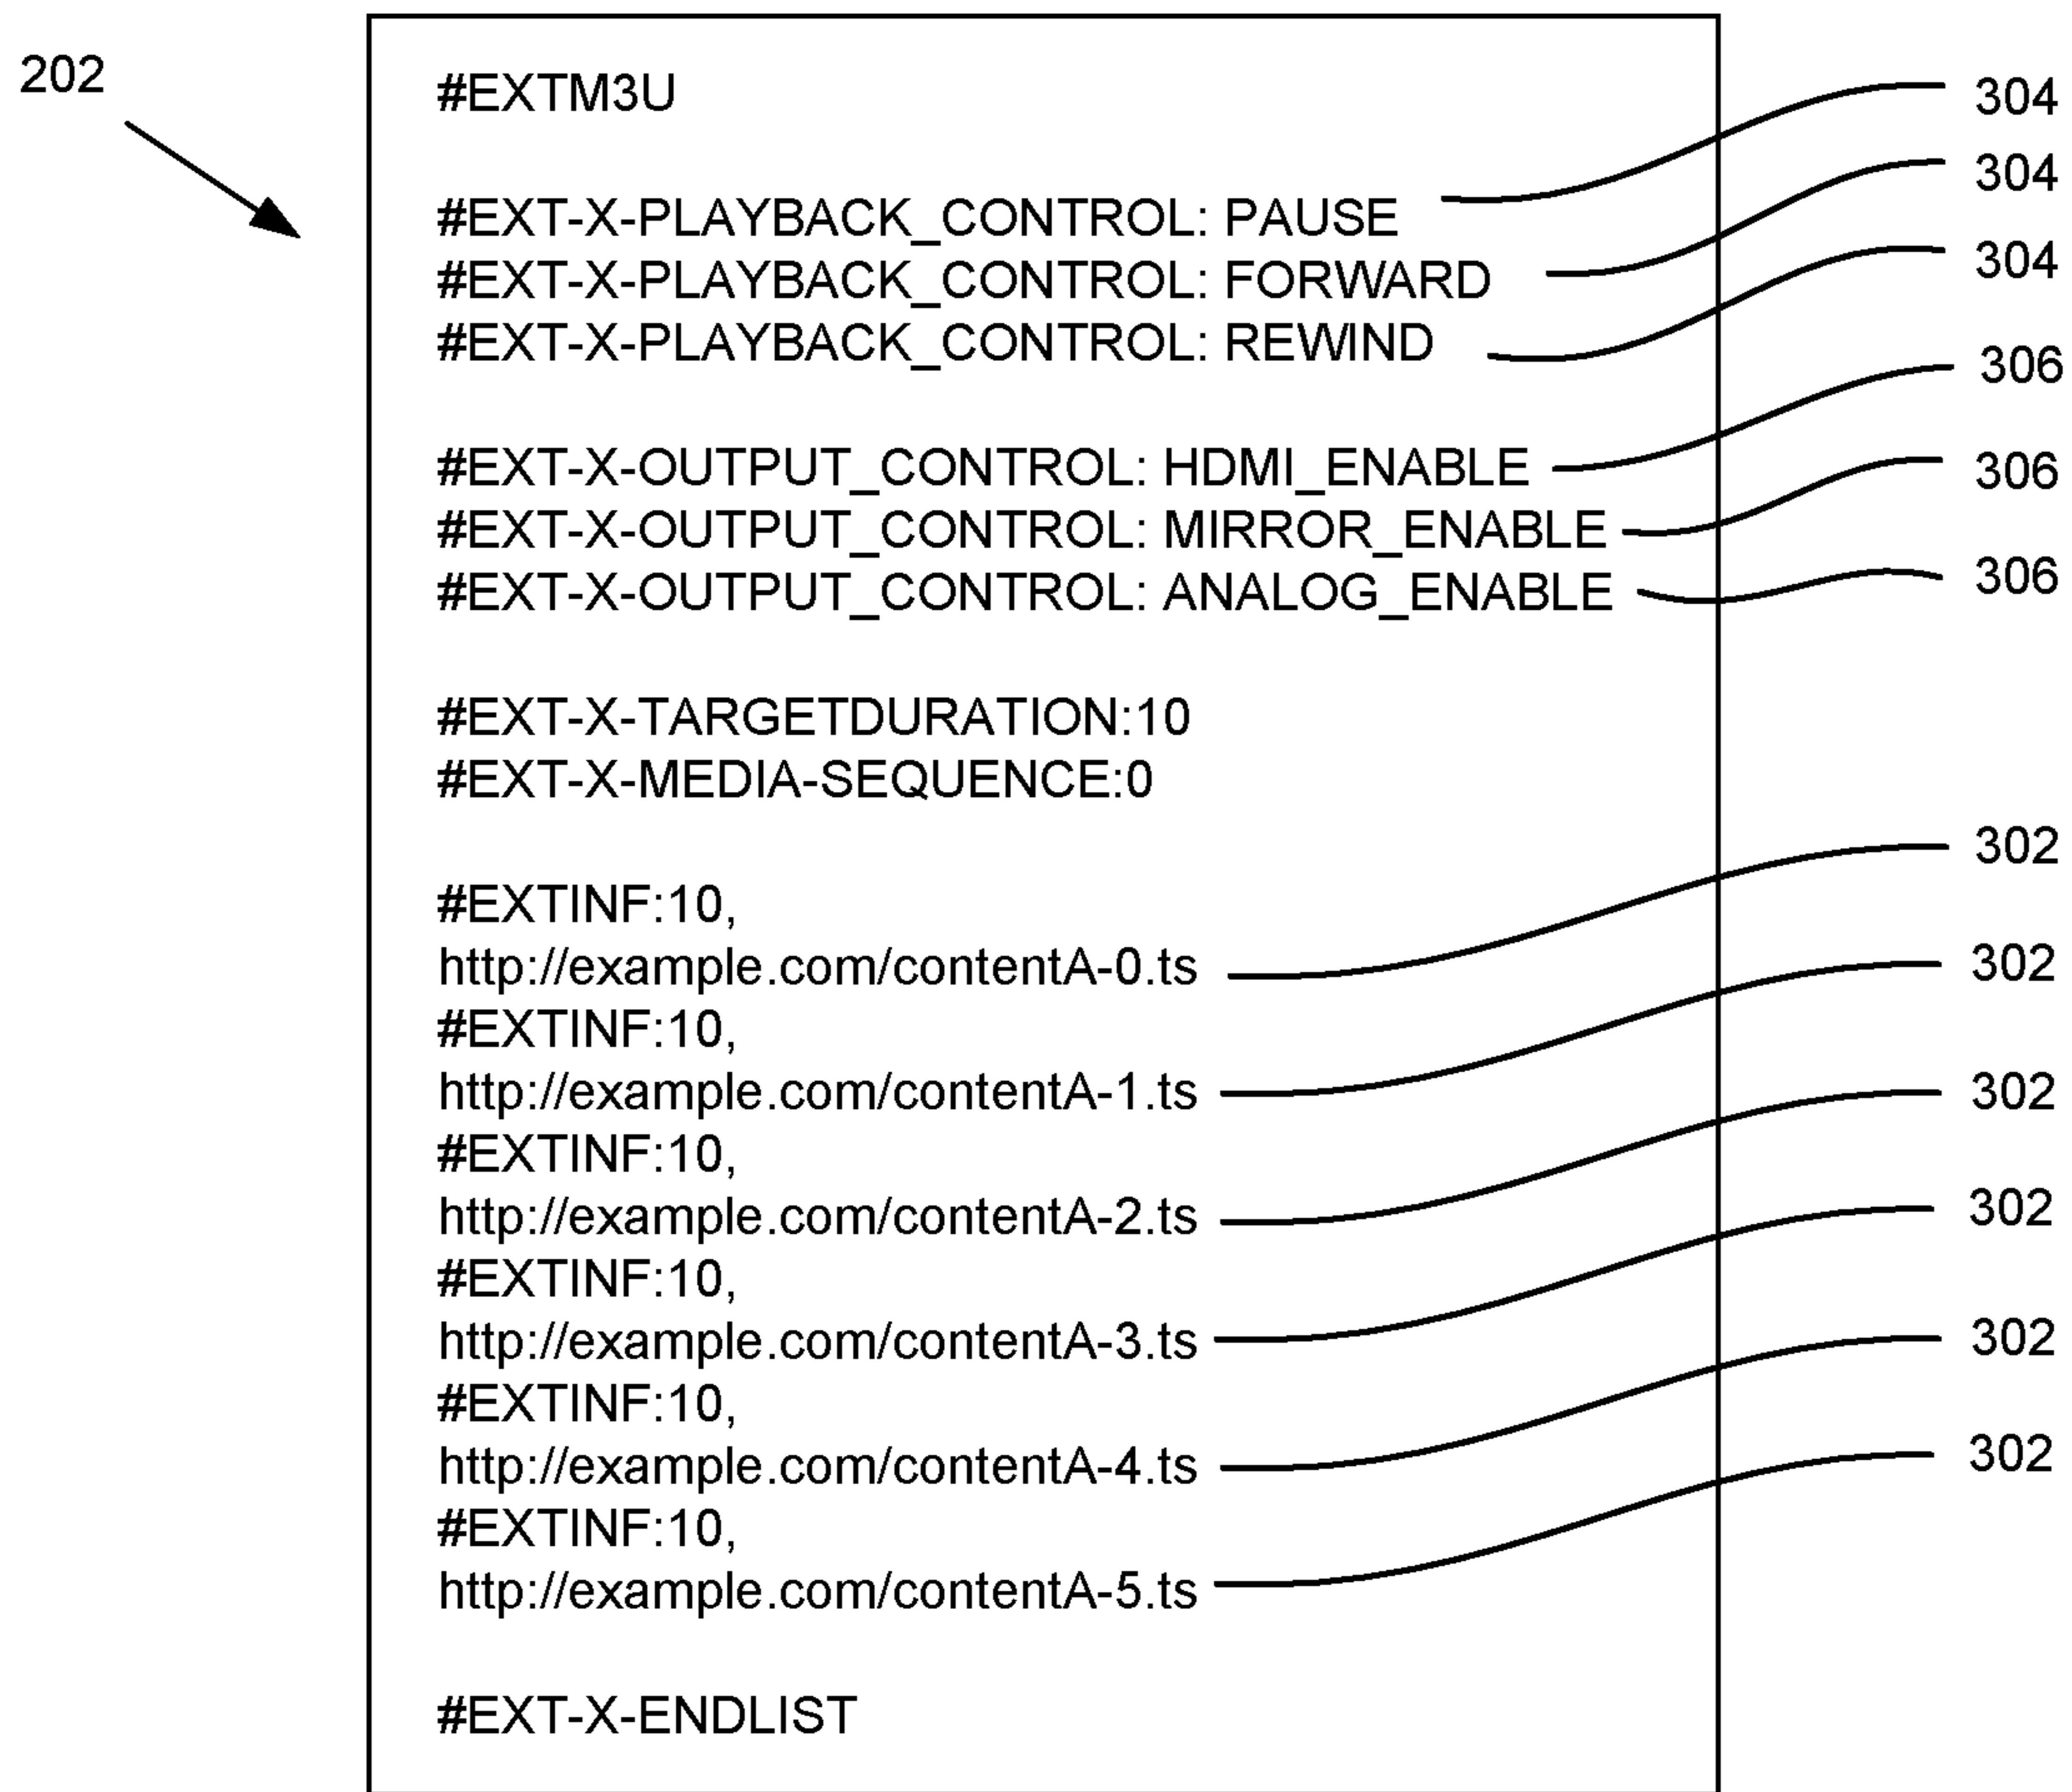 202
#EXTM3U
304
#EXT-X-PLAYBACK_CONTROL: PAUSE
304
#EXT-X-PLAYBACK_CONTROL: FORWARD
304
#EXT-X-PLAYBACK_CONTROL: REWIND
306
#EXT-X-OUTPUT_CONTROL: HDMI_ENABLE
306
#EXT-X-OUTPUT_CONTROL: MIRROR_ENABLE
306
#EXT-X-OUTPUT_CONTROL: ANALOG_ENABLE
#EXT-X-TARGETDURATION:10
#EXT-X-MEDIA-SEQUENCE:0
302
#EXTINF:10,
http://example.com/contentA-0.ts
302
#EXTINF:10,
http://example.com/contentA-1.ts
302
#EXTINF:10,
http://example.com/contentA-2.ts
302
#EXTINF:10,
http://example.com/contentA-3.ts
302
#EXTINF:10,
http://example.com/contentA-4.ts
302
#EXTINF:10,
http://example.com/contentA-5.ts
#EXT-X-ENDLIST